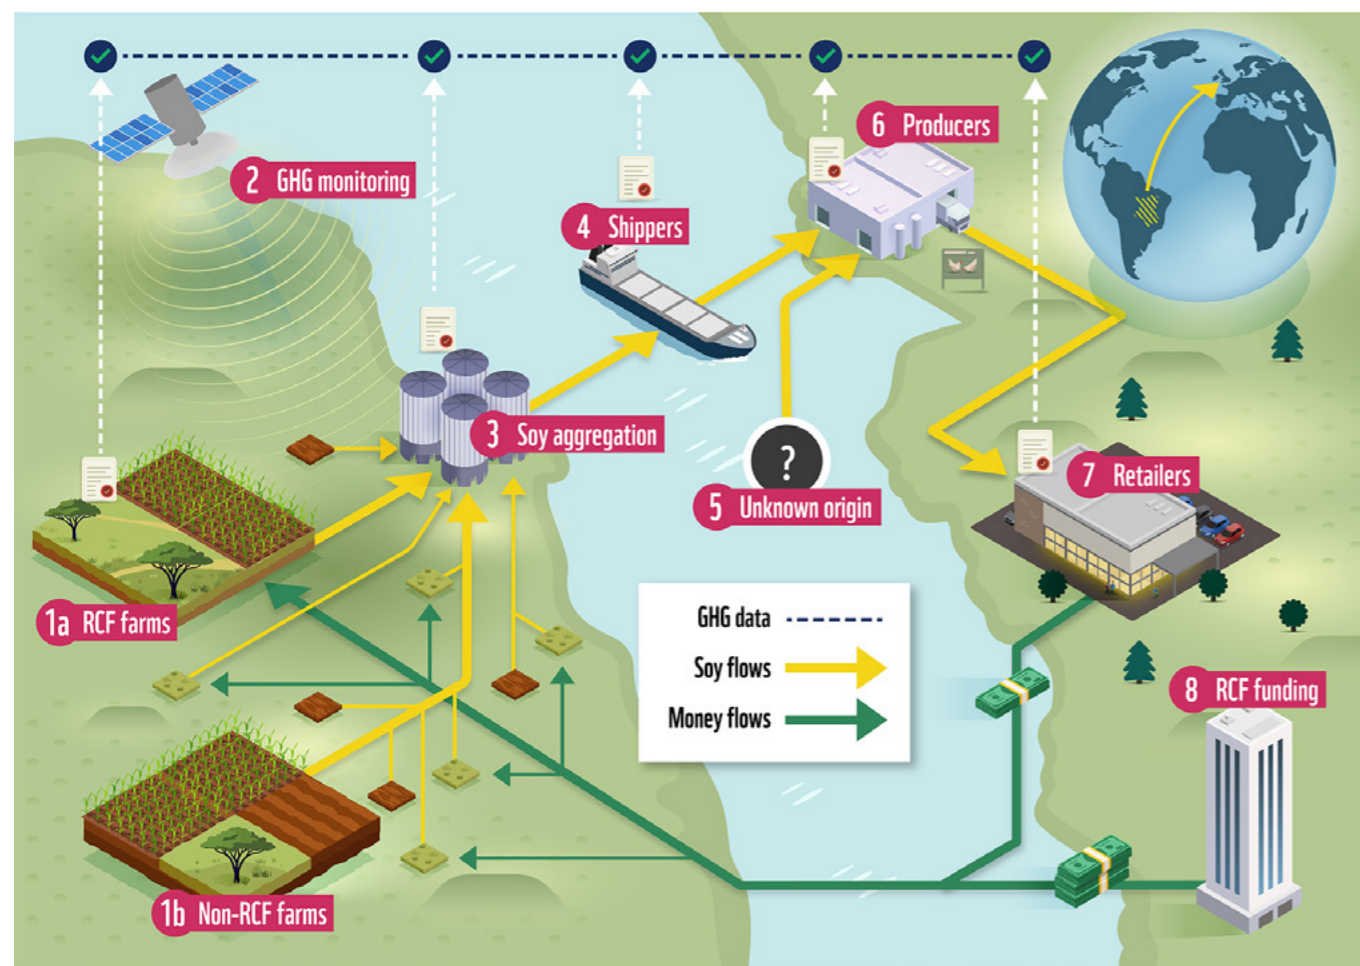 2 GHG monitoring
6 Producers
4 Shippers
3 Soy aggregation
?
5 Unknown origin
7 Retailers
1a RCF farms
GHG data
Soy flows
Money flows
8 RCF funding
1b Non-RCF farms